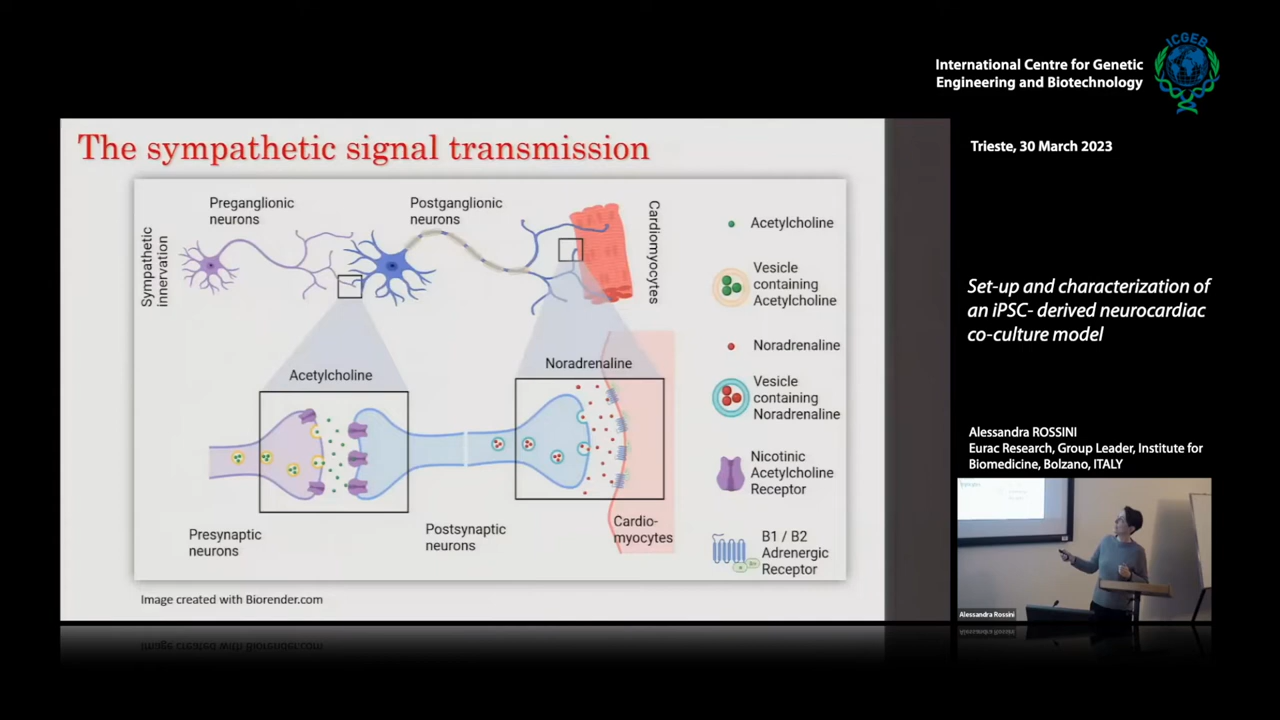 ICGEB
International Centre for Genetic
Engineering and Biotechnology
Trieste, 30 March 2023
The sympathetic signal transmission
Sympathetic
innervation
Preganglionic
neurons
Postganglionic
neurons
Cardiomyocytes
Acetylcholine
Noradrenaline
Presynaptic
neurons
Postsynaptic
neurons
Cardio-
myocytes
Acetylcholine
Vesicle
containing
Acetylcholine
Noradrenaline
Vesicle
containing
Noradrenaline
Nicotinic
Acetylcholine
Receptor
B1 / B2
Adrenergic
Receptor
Image created with Biorender.com
Set-up and characterization of
an iPSC- derived neurocardiac
co-culture model
Alessandra ROSSINI
Eurac Research, Group Leader, Institute for
Biomedicine, Bolzano, ITALY
Alessandra Rossini